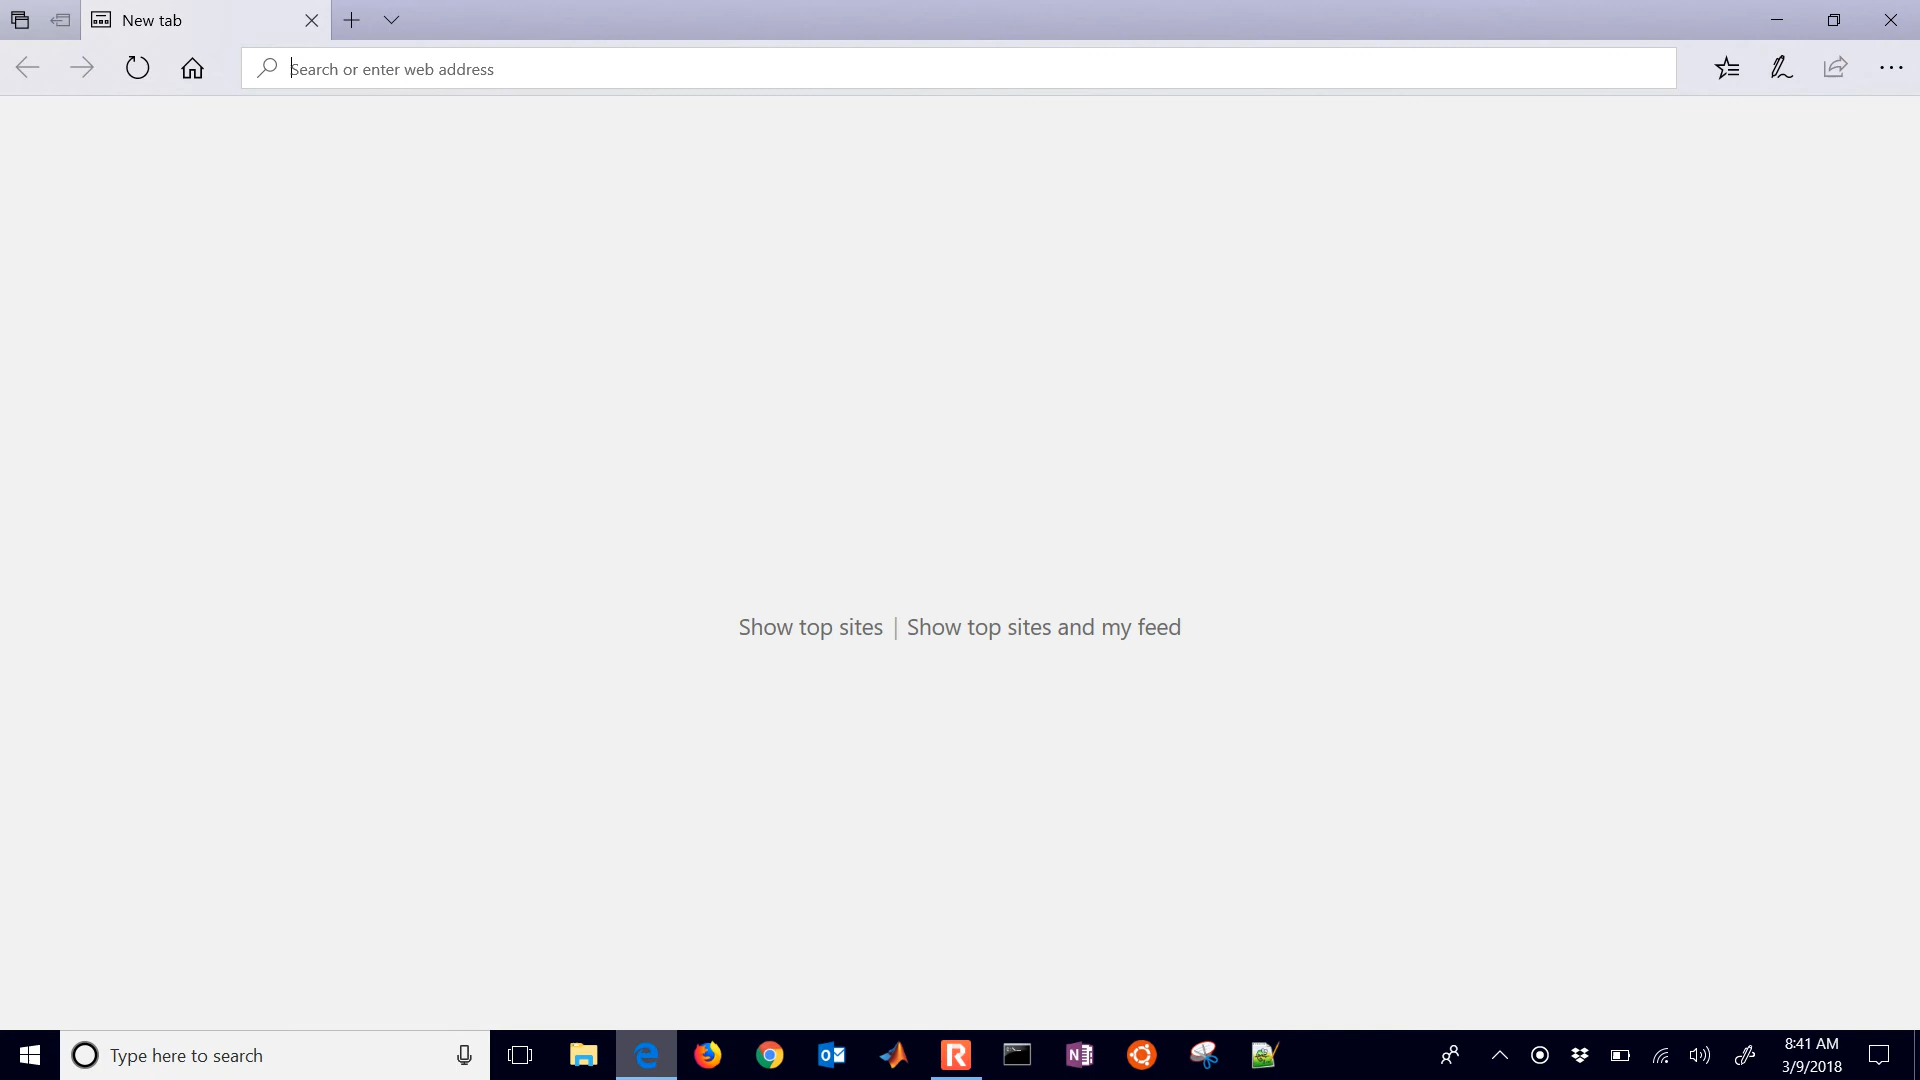 New tab
Search or enter web address
Show top sites | Show top sites and my feed
Type here to search
8:41 AM
3/9/2018